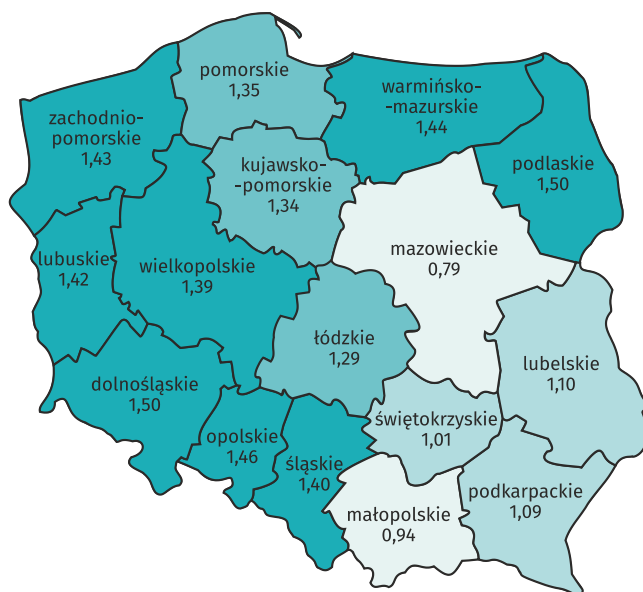 pomorskie
1,35
warmińsko-
-mazurskie
1,44
zachodnio-
pomorskie
1,43
podlaskie
1,50
kujawsko-
-pomorskie
1,34
mazowieckie
0,79
lubuskie
1,42
wielkopolskie
1,39
łódzkie
1,29
lubelskie
1,10
dolnośląskie
1,50
świętokrzyskie
1,01
opolskie
1,46
śląskie
1,40
małopolskie
0,94
podkarpackie
1,09